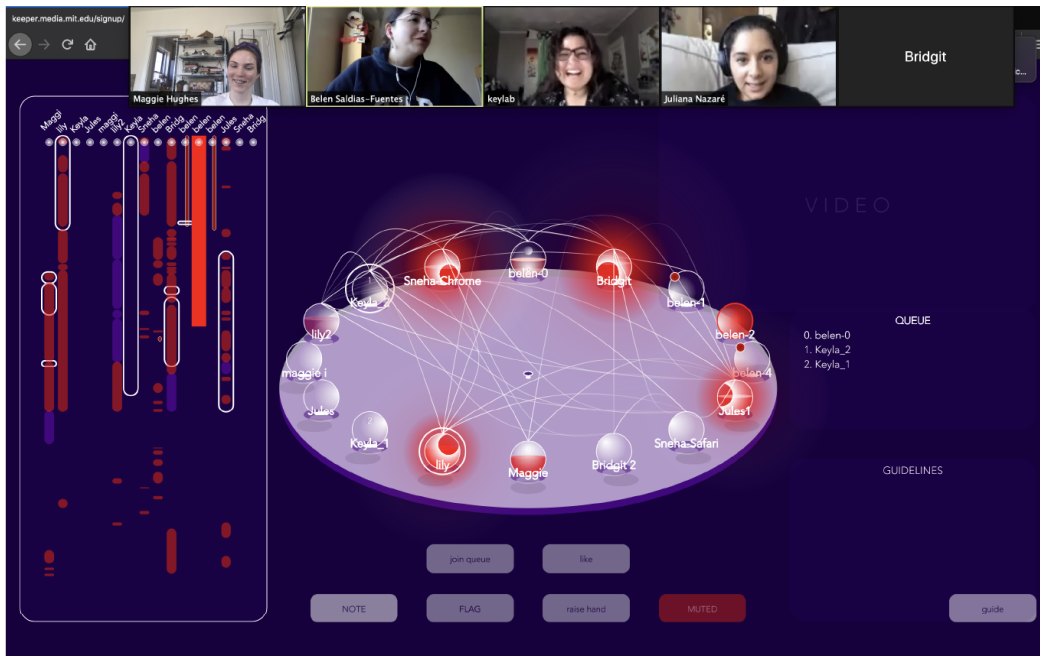 keeper.media.mit.edu/signup/
Maggie Hughes
Belen Saldias-Fuentes
keylab
Juliana Nazaré
Bridgit
c...
Maggi
lily
Keyla
Jules
maggi
lily2
Keyla
Sneha
belen
Bridg
belen
belen
belen
Jules
Sneha
Bridg
VIDEO
belen-0
Sneha-Chrome
Bridgit
Keyla_2
belen-1
lily2
belen-2
maggie i
belen-4
Jules
Jules1
Keyla_1
Sneha-Safari
lily
Maggie
Bridgit 2
QUEUE
0. belen-0
1. Keyla_2
2. Keyla_1
GUIDELINES
join queue
like
NOTE
FLAG
raise hand
MUTED
guide